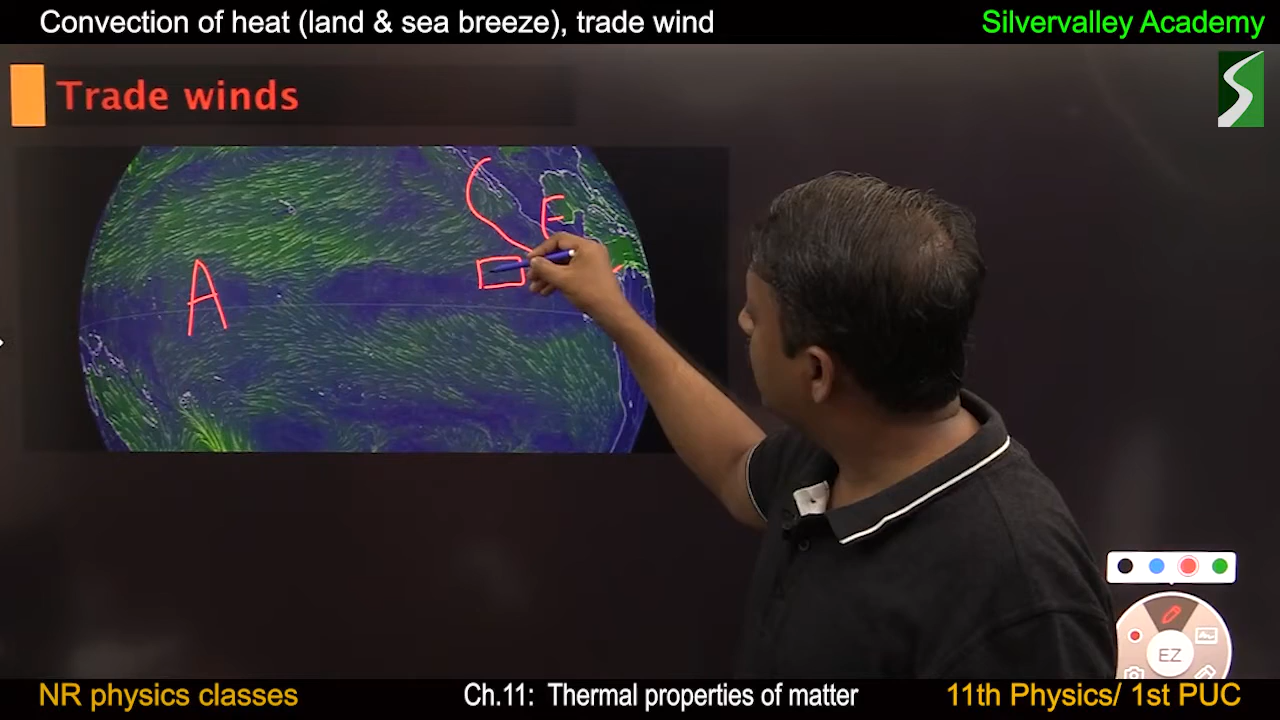 Convection of heat (land & sea breeze), trade wind
Silvervalley Academy
Trade winds
E
A
EZ
NR physics classes
Ch.11: Thermal properties of matter
11th Physics/ 1st PUC